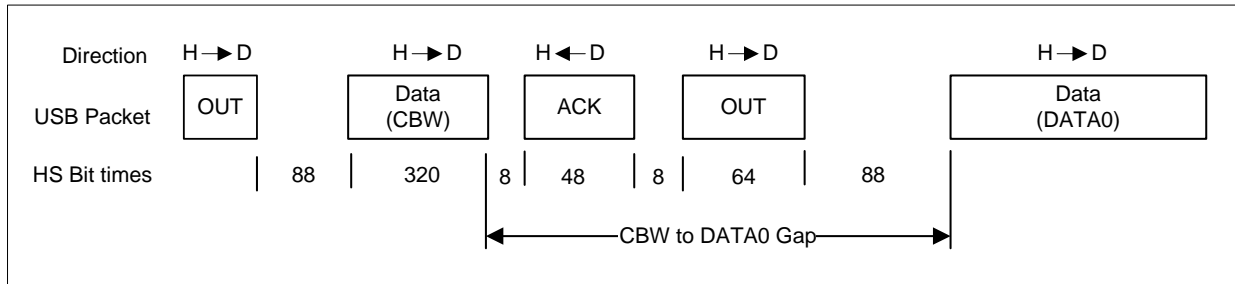 Direction H→D H→D H←D H→D H→D
USB Packet OUT Data (CBW) ACK OUT Data (DATA0)
HS Bit times 88 320 8 48 8 64 88
CBW to DATA0 Gap